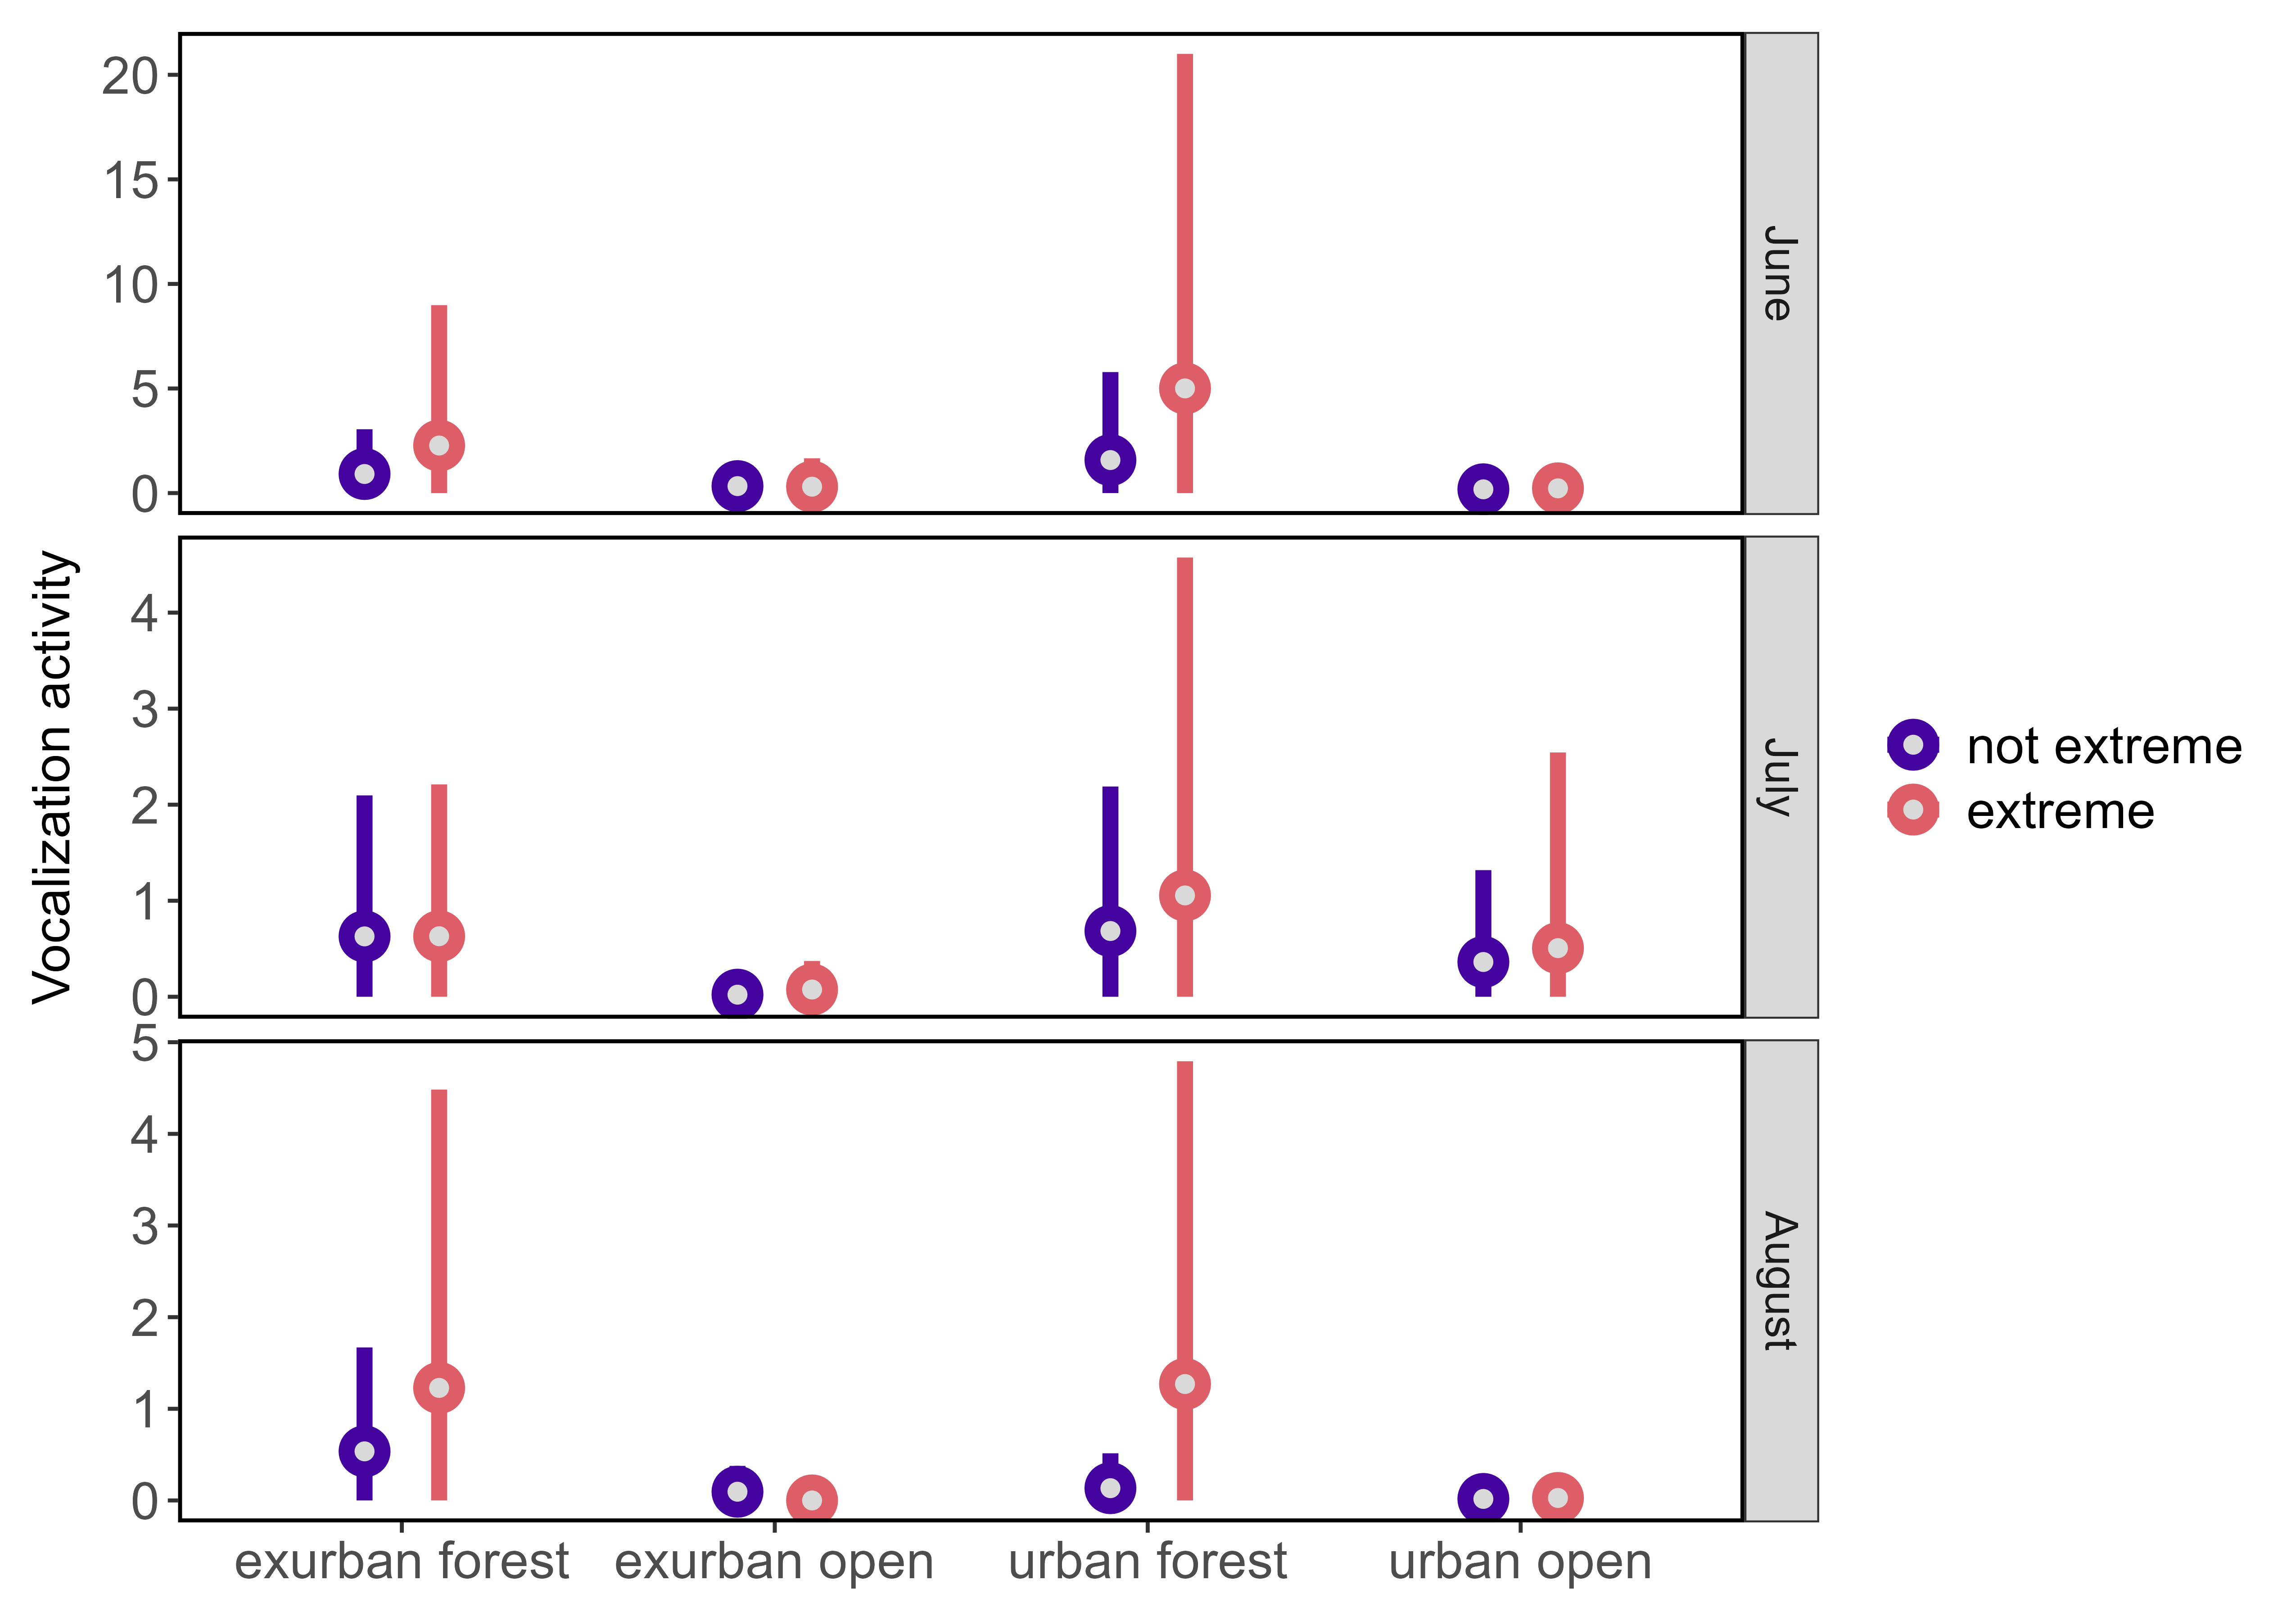 Vocalization activity
20
15
10
5
0
June
4
3
2
1
0
July
5
4
3
2
1
0
August
exurban forest
exurban open
urban forest
urban open
not extreme
extreme